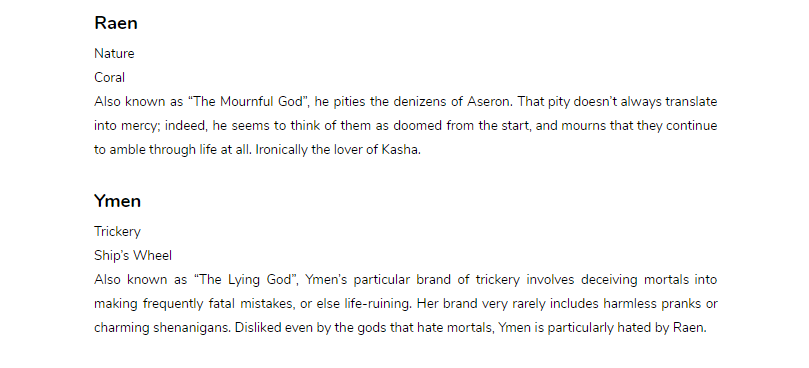 Raen
Nature
Coral
Also known as “The Mournful God”, he pities the denizens of Aseron. That pity doesn’t always translate
into mercy; indeed, he seems to think of them as doomed from the start, and mourns that they continue
to amble through life at all. Ironically the lover of Kasha.
Ymen
Trickery
Ship’s Wheel
Also known as “The Lying God”, Ymen’s particular brand of trickery involves deceiving mortals into
making frequently fatal mistakes, or else life-ruining. Her brand very rarely includes harmless pranks or
charming shenanigans. Disliked even by the gods that hate mortals, Ymen is particularly hated by Raen.